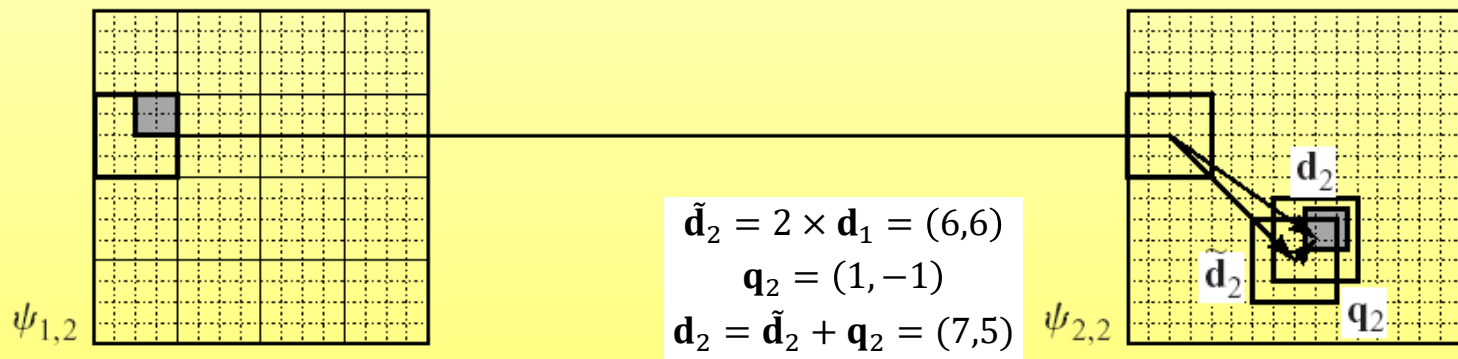 d₂
d̃₂ = 2 × d₁ = (6,6)
q₂ = (1, −1)
d₂ = d̃₂ + q₂ = (7,5)
d̃₂
q₂
ψ₁,₂
ψ₂,₂